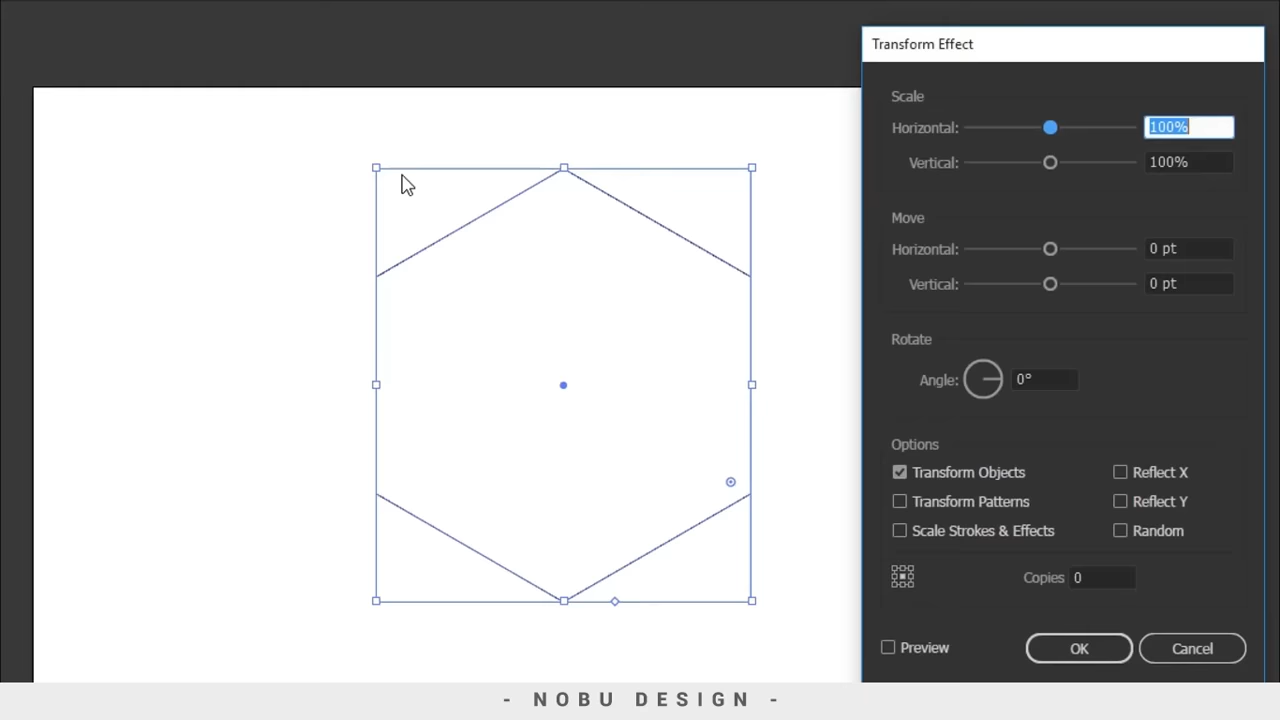 Transform Effect
Scale
Horizontal: 100%
Vertical: 100%
Move
Horizontal: 0 pt
Vertical: 0 pt
Rotate
Angle: 0°
Options
Transform Objects Reflect X
Transform Patterns Reflect Y
Scale Strokes & Effects Random
Copies 0
Preview OK Cancel
- NOBU DESIGN -